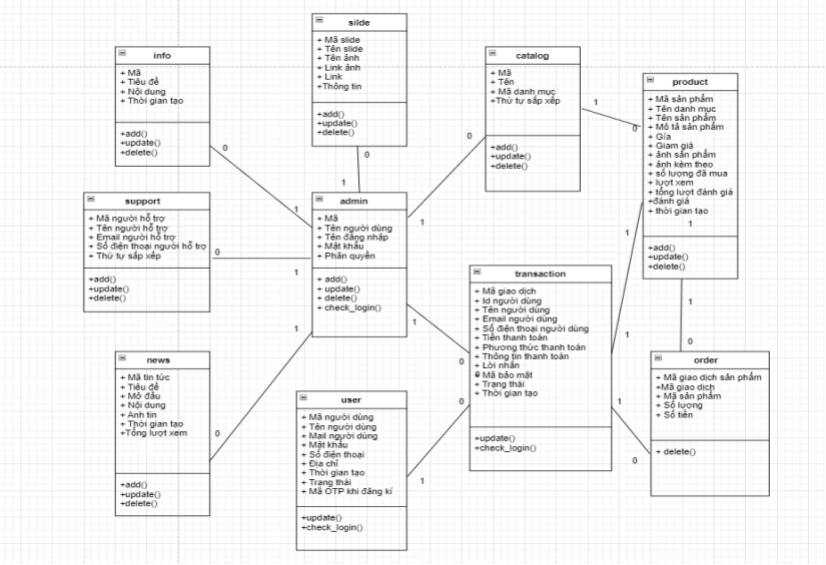 silde
+ Mã slide
+ Tên slide
+ Tên ảnh
+ Link ảnh
+ Link
+Thông tin
+add()
+update()
+delete()
info
+ Mã
+ Tiêu đề
+ Nội dung
+ Thời gian tạo
+add()
+update()
+delete()
catalog
+ Mã
+ Tên
+ Mã danh mục
+Thứ tự sắp xếp
+add()
+update()
+delete()
product
+ Mã sản phẩm
+ Tên danh mục
+ Tên sản phẩm
+ Mô tả sản phẩm
+ Gía
+ Giam giá
+ ảnh sản phẩm
+ ảnh kèm theo
+ số lượng đã mua
+ lượt xem
+ tổng lượt đánh giá
+đánh giá
+ thời gian tạo
1
+add()
+update()
+delete()
support
+ Mã người hỗ trợ
+ Tên người hỗ trợ
+ Email người hỗ trợ
+ Số điện thoại người hỗ trợ
+ Thứ tự sắp xếp
+add()
+update()
+delete()
admin
+ Mã
+ Tên người dùng
+ Tên đăng nhập
+ Mật khẩu
+ Phân quyền
+ add()
+ update()
+ delete()
+ check_login()
transaction
+ Mã giao dịch
+ Id người dùng
+ Tên người dùng
+ Email người dùng
+ Số điện thoại người dùng
+ Tiền thanh toán
+ Phương thức thanh toán
+ Thông tin thanh toán
+ Lời nhắn
Mã bảo mật
+ Trạng thái
+ Thời gian tạo
+update()
+check_login()
news
+ Mã tin tức
+ Tiêu đề
+ Mở đầu
+ Nội dung
+ Anh tin
+ Thời gian tạo
+Tổng lượt xem
+add()
+update()
+delete()
user
+ Mã người dùng
+ Tên người dùng
+ Mail người dùng
+ Mật khẩu
+ Số điện thoại
+ Địa chỉ
+ Thời gian tạo
+ Trạng thái
+ Mã OTP khi đăng kí
+update()
+check_login()
order
+ Mã giao dịch sản phẩm
+Mã giao dịch
+ Mã sản phẩm
+ Số lượng
+ Số tiền
+ delete()
0
1
0
1
0
1
1
0
0
1
0
1
1
0
0
1
1
1
1
0
1
0